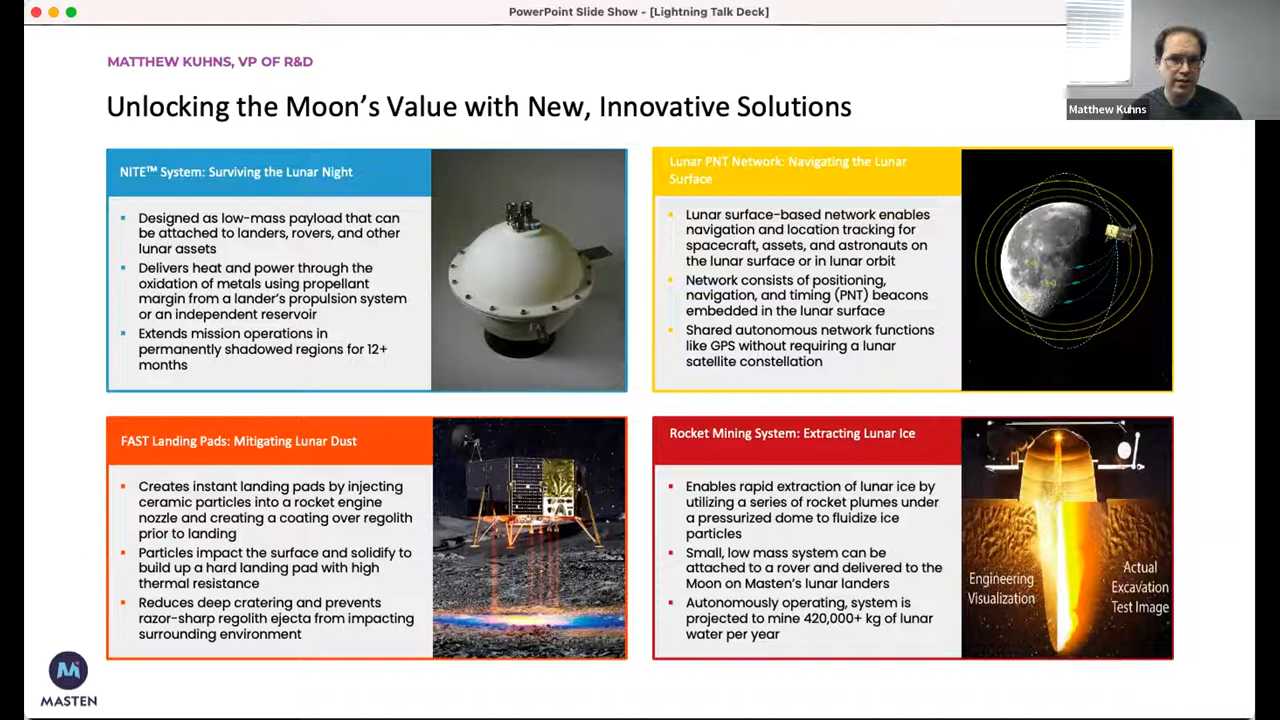 PowerPoint Slide Show - [Lightning Talk Deck]
MATTHEW KUHNS, VP OF R&D
Unlocking the Moon's Value with New, Innovative Solutions
Matthew Kuhns
NITE™ System: Surviving the Lunar Night
Designed as low-mass payload that can
be attached to landers, rovers, and other
lunar assets
Delivers heat and power through the
oxidation of metals using propellant
margin from a lander's propulsion system
or an independent reservoir
Extends mission operations in
permanently shadowed regions for 12+
months
Lunar PNT Network: Navigating the Lunar
Surface
Lunar surface-based network enables
navigation and location tracking for
spacecraft, assets, and astronauts on
the lunar surface or in lunar orbit
Network consists of positioning,
navigation, and timing (PNT) beacons
embedded in the lunar surface
Shared autonomous network functions
like GPS without requiring a lunar
satellite constellation
FAST Landing Pads: Mitigating Lunar Dust
Creates instant landing pads by injecting
ceramic particles into a rocket engine
nozzle and creating a coating over regolith
prior to landing
Particles impact the surface and solidify to
build up a hard landing pad with high
thermal resistance
Reduces deep cratering and prevents
razor-sharp regolith ejecta from impacting
surrounding environment
Rocket Mining System: Extracting Lunar Ice
Enables rapid extraction of lunar ice by
utilizing a series of rocket plumes under
a pressurized dome to fluidize ice
particles
Small, low mass system can be
attached to a rover and delivered to the
Moon on Masten's lunar landers
Autonomously operating, system is
projected to mine 420,000+ kg of lunar
water per year
Engineering
Visualization
Actual
Excavation
Test Image
M
MASTEN